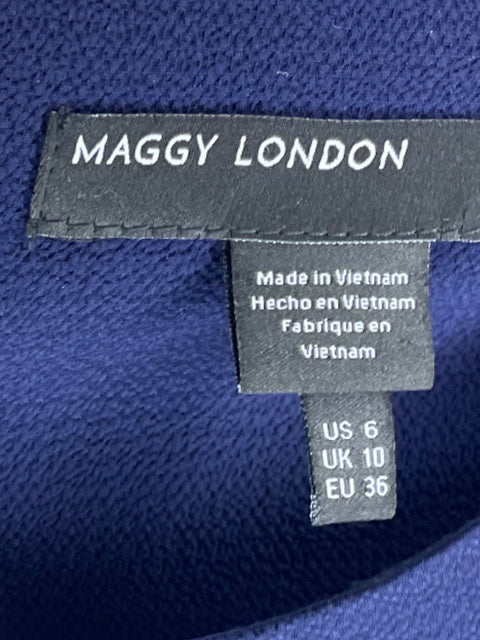 MAGGY LONDON
Made in Vietnam
Hecho en Vietnam
Fabrique en
Vietnam
US 6
UK 10
EU 36